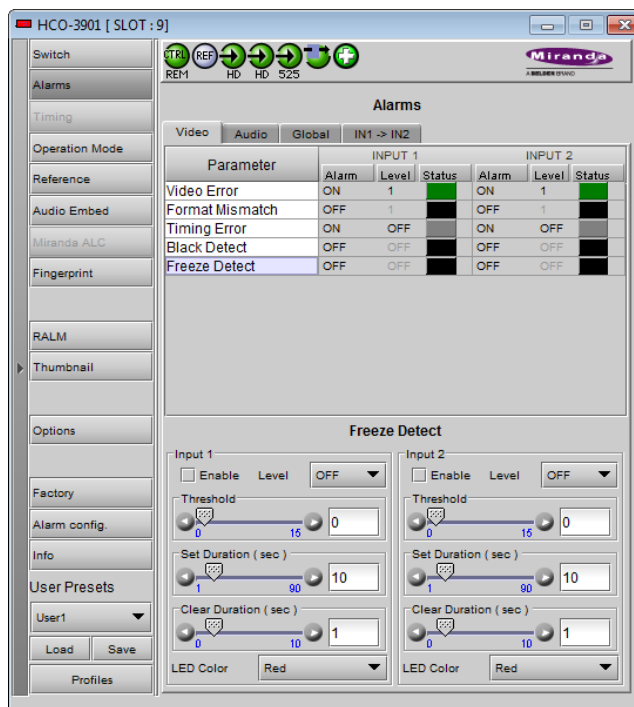 HCO-3901 [ SLOT : 9]
Switch
Alarms
Timing
Operation Mode
Reference
Audio Embed
Miranda ALC
Fingerprint
RALM
Thumbnail
Options
Factory
Alarm config.
Info
User Presets
User1
Load Save
Profiles
CTRL REF
REM HD HD 525
Miranda
A BELDEN BRAND
Alarms
Video Audio Global IN1 -> IN2
Parameter INPUT 1 INPUT 2
Alarm Level Status Alarm Level Status
Video Error ON 1 ON 1
Format Mismatch OFF 1 OFF 1
Timing Error ON OFF ON OFF
Black Detect OFF OFF OFF OFF
Freeze Detect OFF OFF OFF OFF
Freeze Detect
Input 1
Enable Level OFF
Threshold
0 15 0
Set Duration ( sec )
1 90 10
Clear Duration ( sec )
0 10 1
LED Color Red
Input 2
Enable Level OFF
Threshold
0 15 0
Set Duration ( sec )
1 90 10
Clear Duration ( sec )
0 10 1
LED Color Red